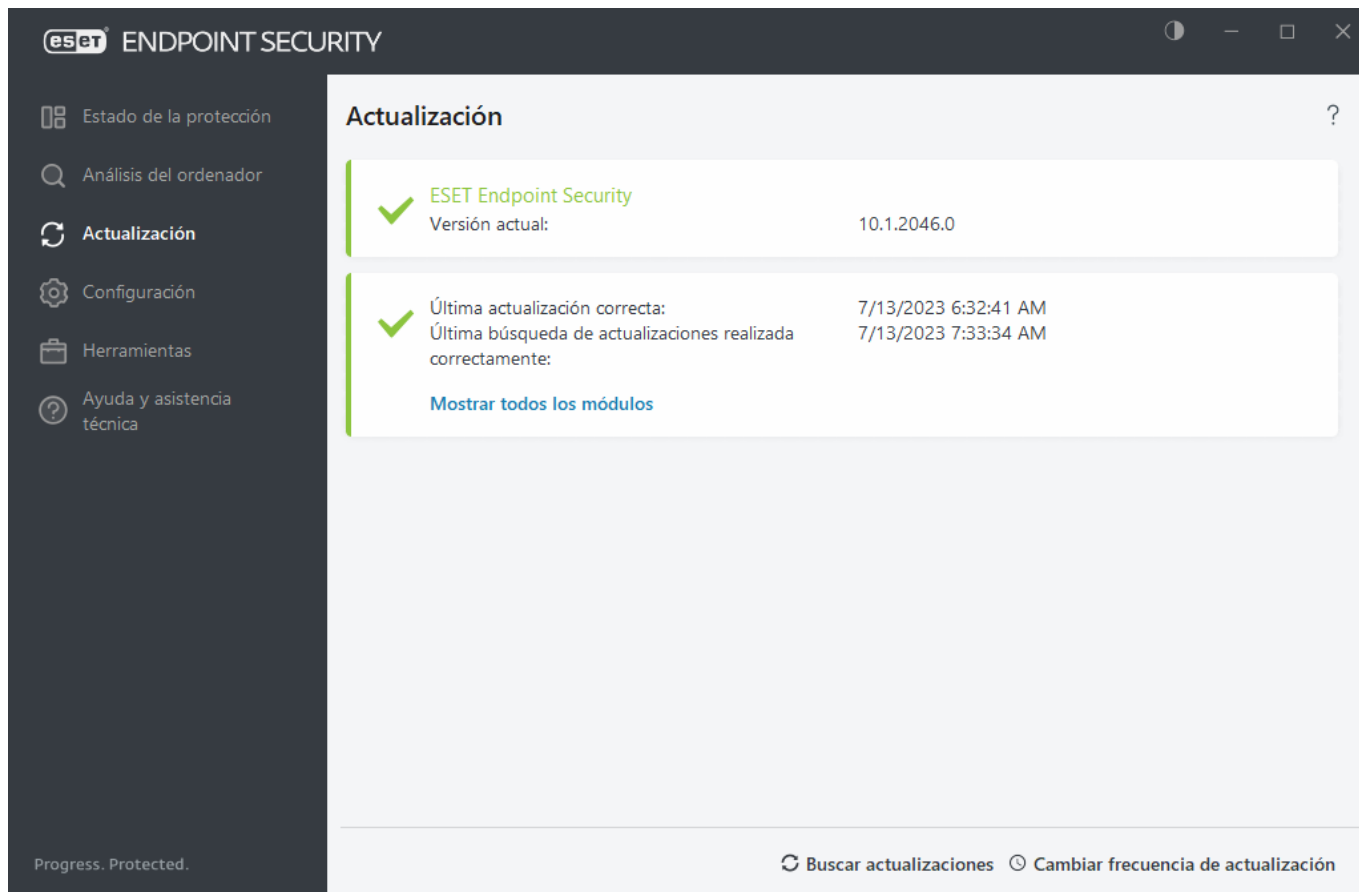 eset ENDPOINT SECURITY
Estado de la protección
Análisis del ordenador
Actualización
Configuración
Herramientas
Ayuda y asistencia
técnica
Progress. Protected.
Actualización
?
ESET Endpoint Security
Versión actual: 10.1.2046.0
Última actualización correcta: 7/13/2023 6:32:41 AM
Última búsqueda de actualizaciones realizada 7/13/2023 7:33:34 AM
correctamente:
Mostrar todos los módulos
Buscar actualizaciones Cambiar frecuencia de actualización